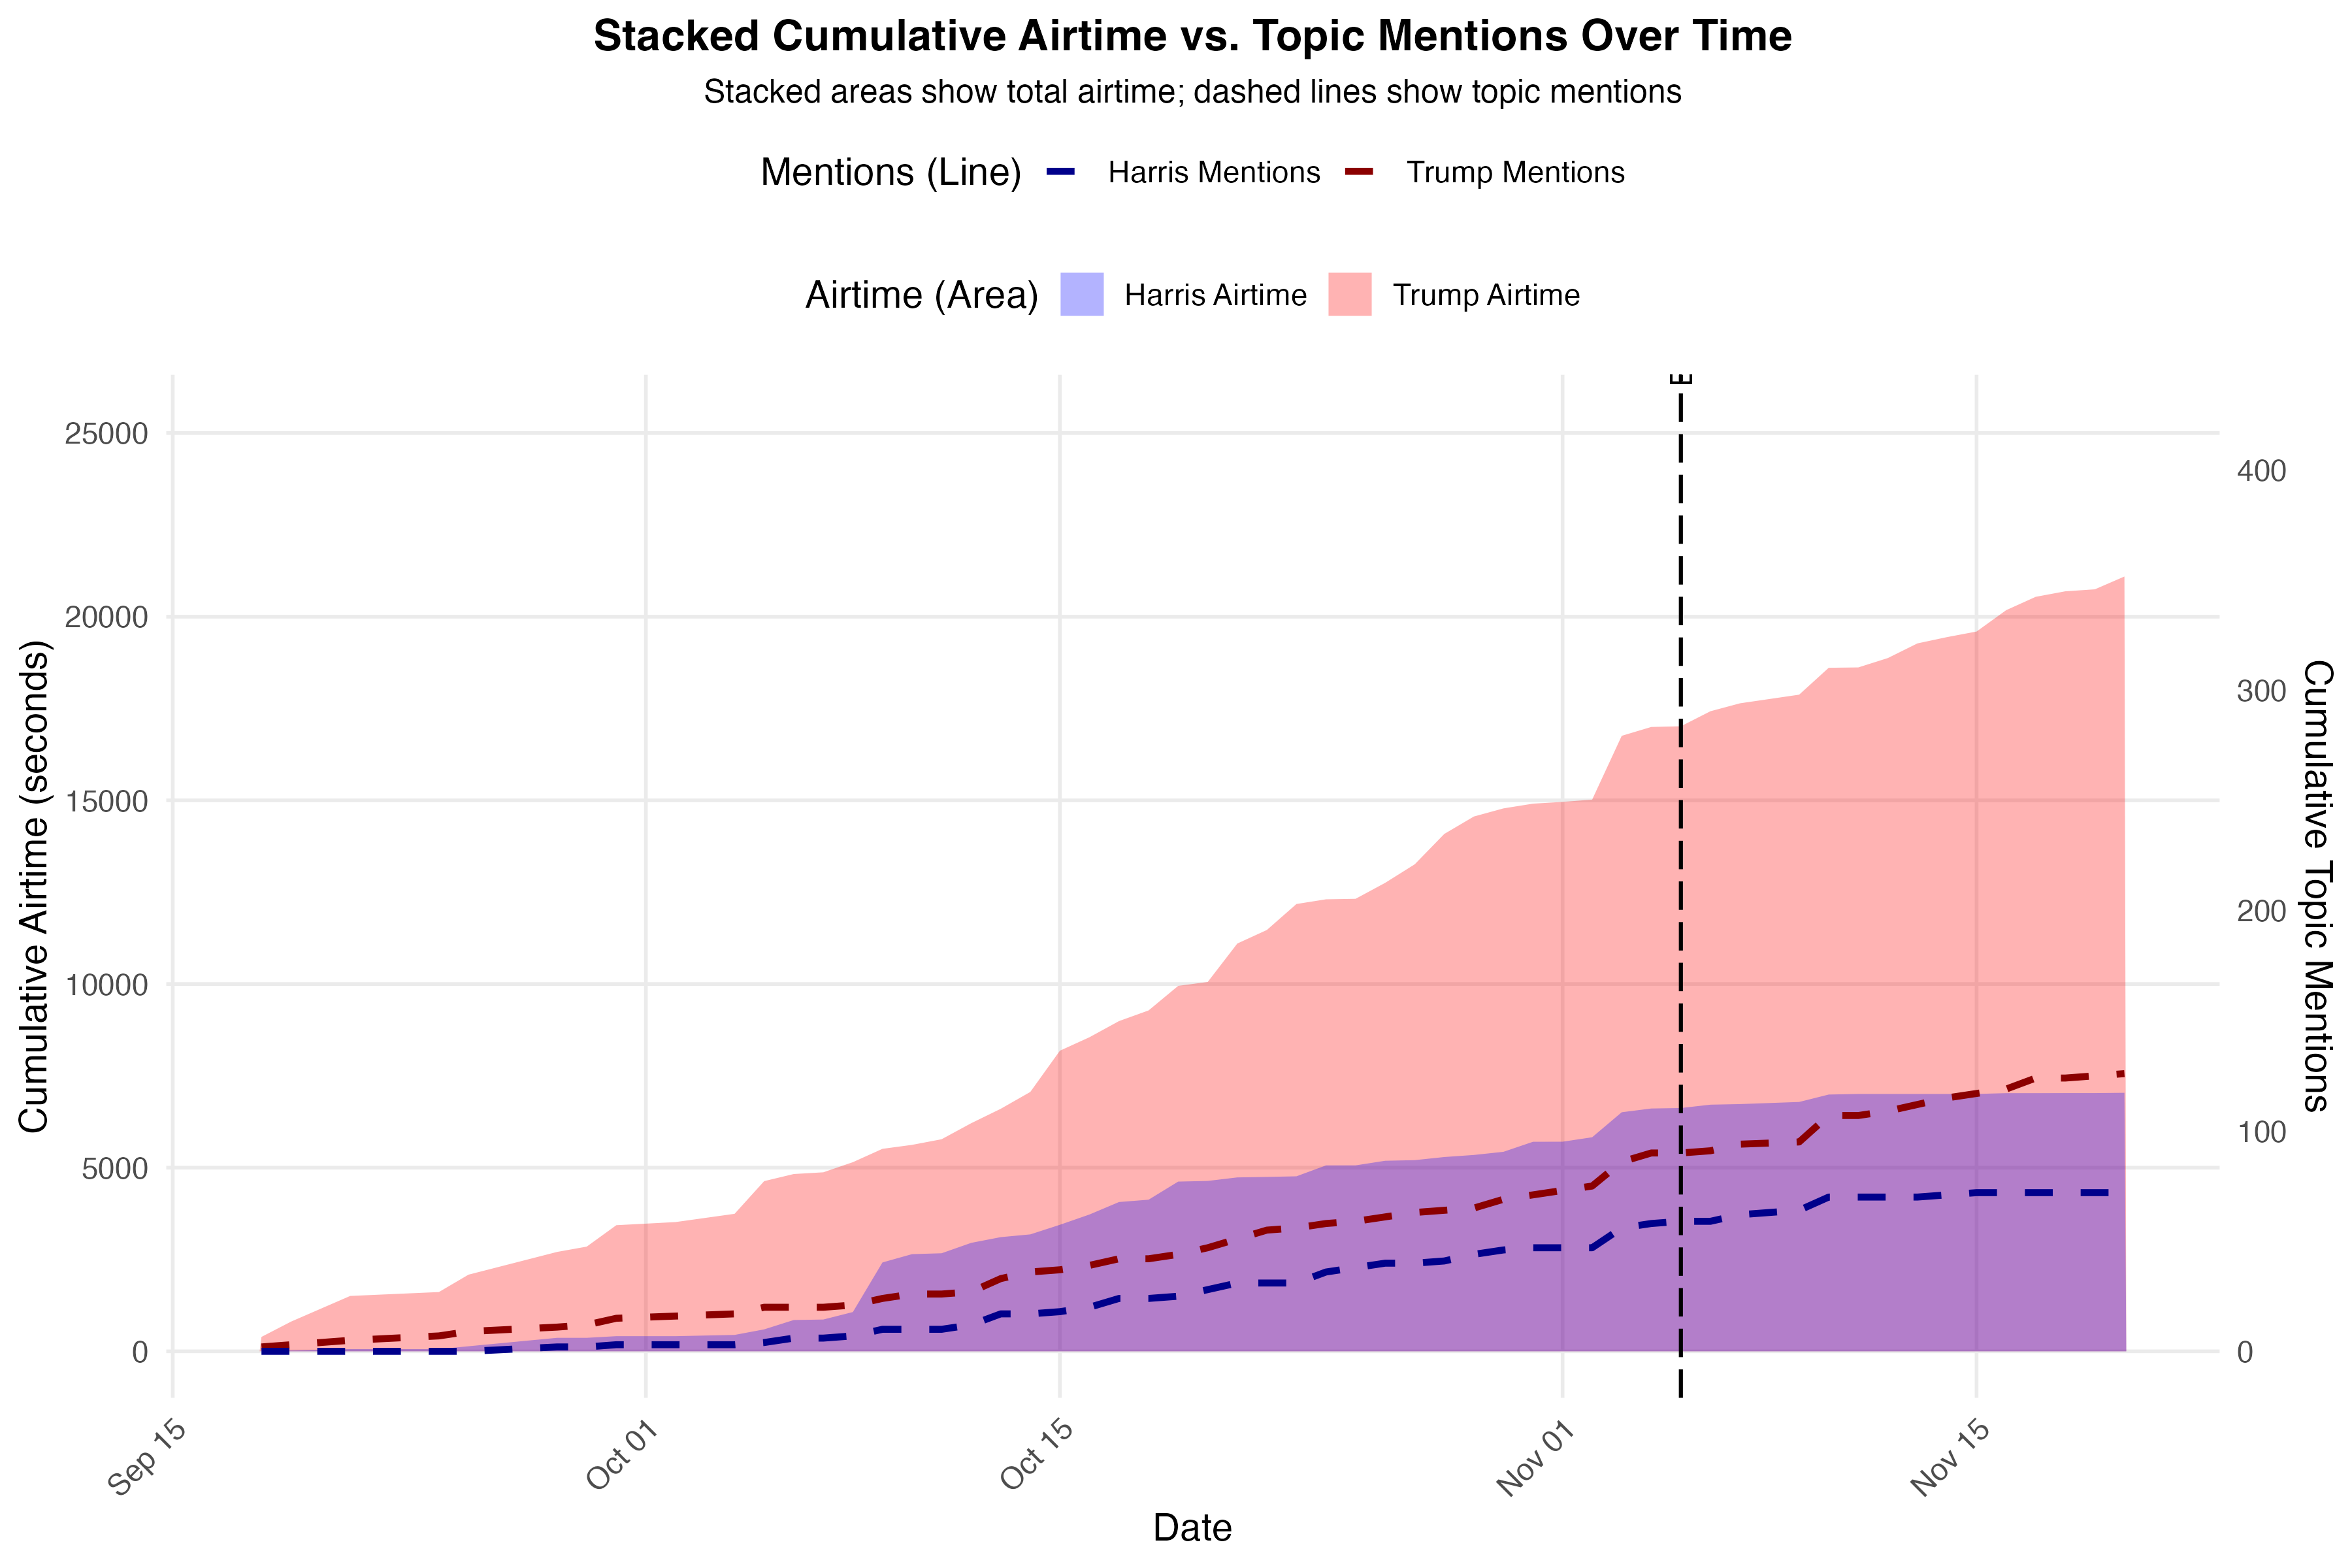 Stacked Cumulative Airtime vs. Topic Mentions Over Time
Stacked areas show total airtime; dashed lines show topic mentions
Mentions (Line) Harris Mentions Trump Mentions
Airtime (Area) Harris Airtime Trump Airtime
E
25000
20000
15000
10000
5000
0
Cumulative Airtime (seconds)
400
300
200
100
0
Cumulative Topic Mentions
Sep 15
Oct 01
Oct 15
Nov 01
Nov 15
Date